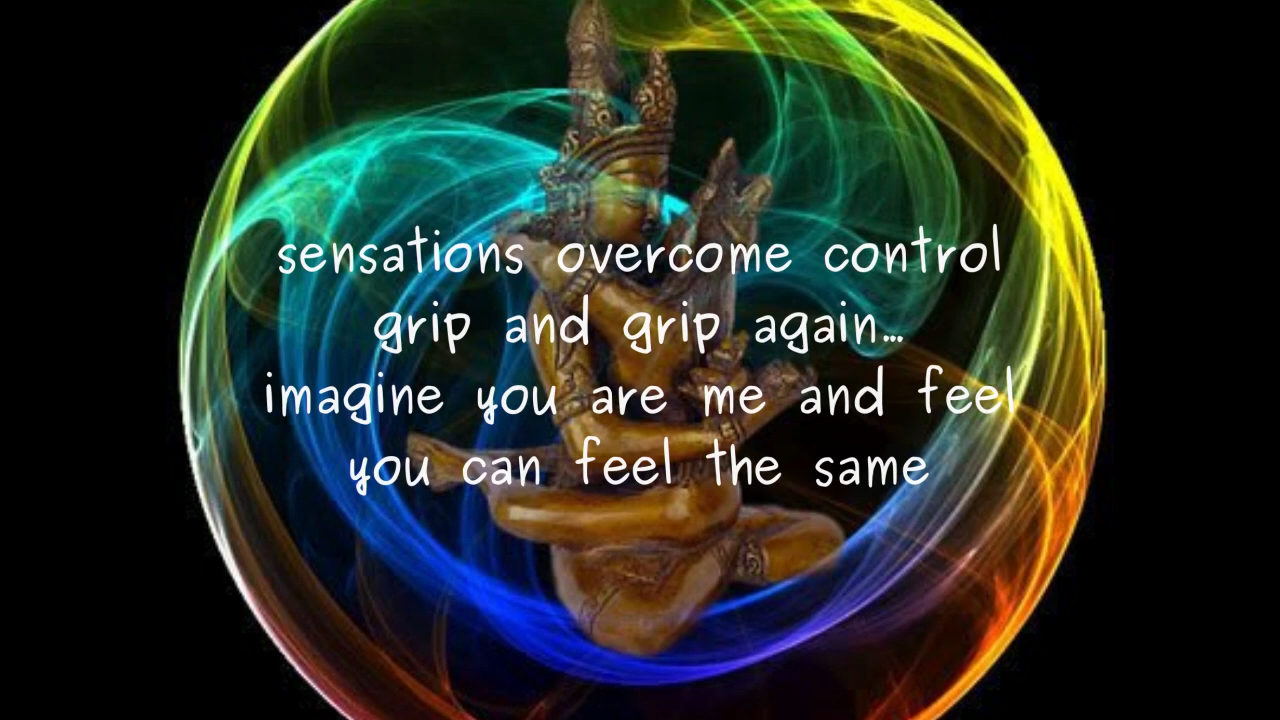 sensations overcome control
grip and grip again...
imagine you are me and feel
you can feel the same